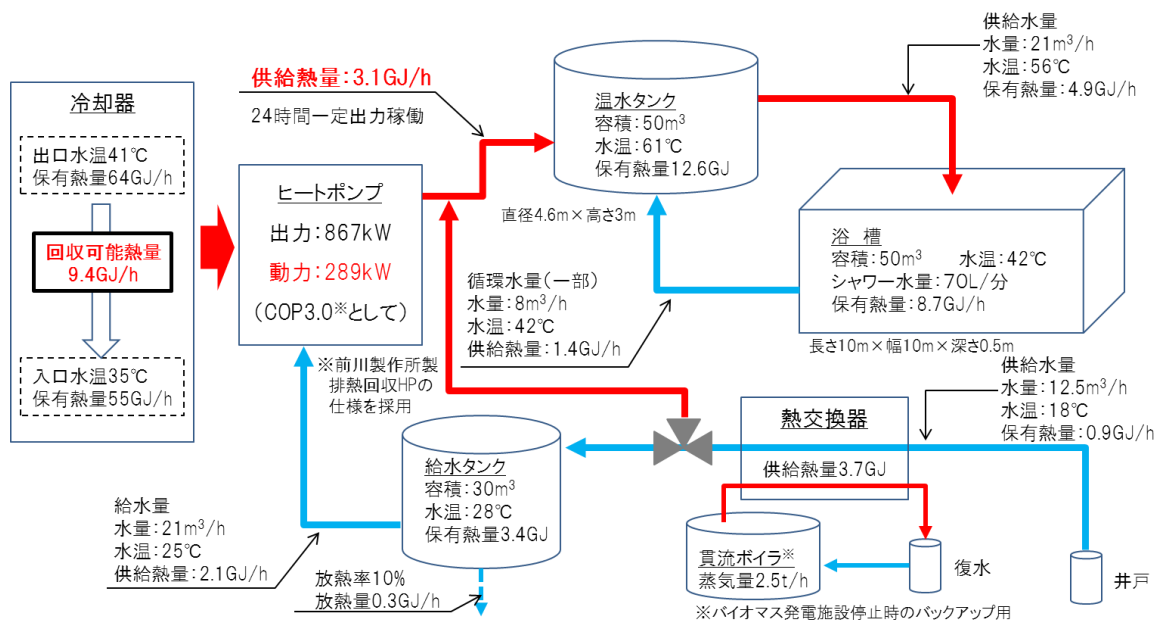 冷却器
出口水温41℃
保有熱量64GJ/h
回収可能熱量
9.4GJ/h
入口水温35℃
保有熱量55GJ/h
供給熱量:3.1GJ/h
24時間一定出力稼働
ヒートポンプ
出力:867kW
動力:289kW
(COP3.0※として)
※前川製作所製
排熱回収HPの
仕様を採用
温水タンク
容積:50m³
水温:61℃
保有熱量12.6GJ
直径4.6m×高さ3m
供給水量
水量:21m³/h
水温:56℃
保有熱量:4.9GJ/h
浴 槽
容積:50m³ 水温:42℃
シャワー水量:70L/分
保有熱量:8.7GJ/h
長さ10m×幅10m×深さ0.5m
循環水量(一部)
水量:8m³/h
水温:42℃
供給熱量:1.4GJ/h
供給水量
水量:12.5m³/h
水温:18℃
保有熱量:0.9GJ/h
熱交換器
供給熱量3.7GJ
給水タンク
容積:30m³
水温:28℃
保有熱量3.4GJ
給水量
水量:21m³/h
水温:25℃
供給熱量:2.1GJ/h
放熱率10%
放熱量0.3GJ/h
貫流ボイラ※
蒸気量2.5t/h
復水
井戸
※バイオマス発電施設停止時のバックアップ用